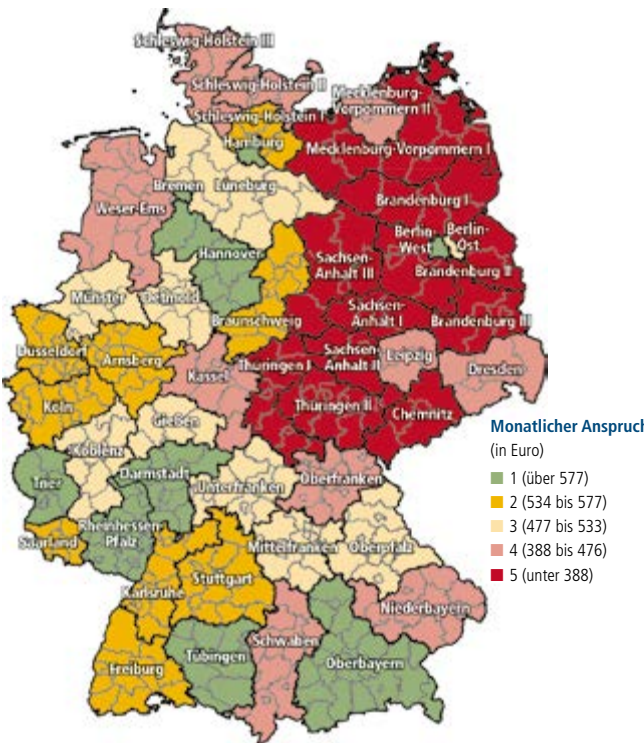 Schleswig-Holstein III
Schleswig-Holstein II
Mecklenburg-
Vorpommern II
Schleswig-Holstein I
Hamburg
Mecklenburg-Vorpommern I
Bremen
Lüneburg
Brandenburg I
Weser-Ems
Berlin-
West
Berlin-
Ost
Hannover
Sachsen-
Anhalt III
Brandenburg II
Münster
Detmold
Sachsen-
Anhalt I
Braunschweig
Brandenburg III
Düsseldorf
Arnsberg
Kassel
Thüringen I
Sachsen-
Anhalt II
Leipzig
Dresden
Köln
Thüringen II
Chemnitz
Gießen
Koblenz
Monatlicher Anspruch
(in Euro)
1 (über 577)
2 (534 bis 577)
3 (477 bis 533)
4 (388 bis 476)
5 (unter 388)
Trier
Darmstadt
Unterfranken
Oberfranken
Rheinhessen-
Pfalz
Saarland
Mittelfranken
Oberpfalz
Stuttgart
Karlsruhe
Niederbayern
Schwaben
Tübingen
Oberbayern
Freiburg